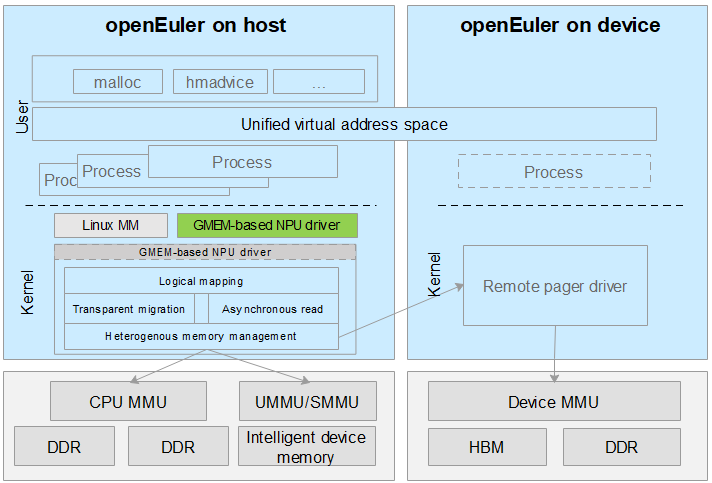 openEuler on host
openEuler on device
malloc
hmadvice
...
User
Unified virtual address space
Process
Process
Proc
Process
Linux MM
GMEM-based NPU driver
Kernel
GMEM-based NPU driver
Logical mapping
Transparent migration
Asynchronous read
Heterogenous memory management
Kernel
Remote pager driver
CPU MMU
UMMU/SMMU
DDR
DDR
Intelligent device
memory
Device MMU
HBM
DDR